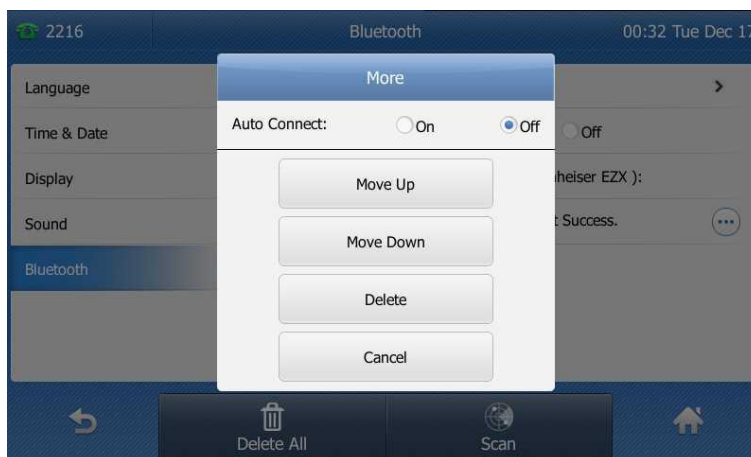 2216 Bluetooth 00:32 Tue Dec 17
More
Language
Auto Connect: On Off Off
Time & Date
Move Up
Display heiser EZX ):
Sound t Success.
Move Down
Bluetooth
Delete
Cancel
Delete All Scan